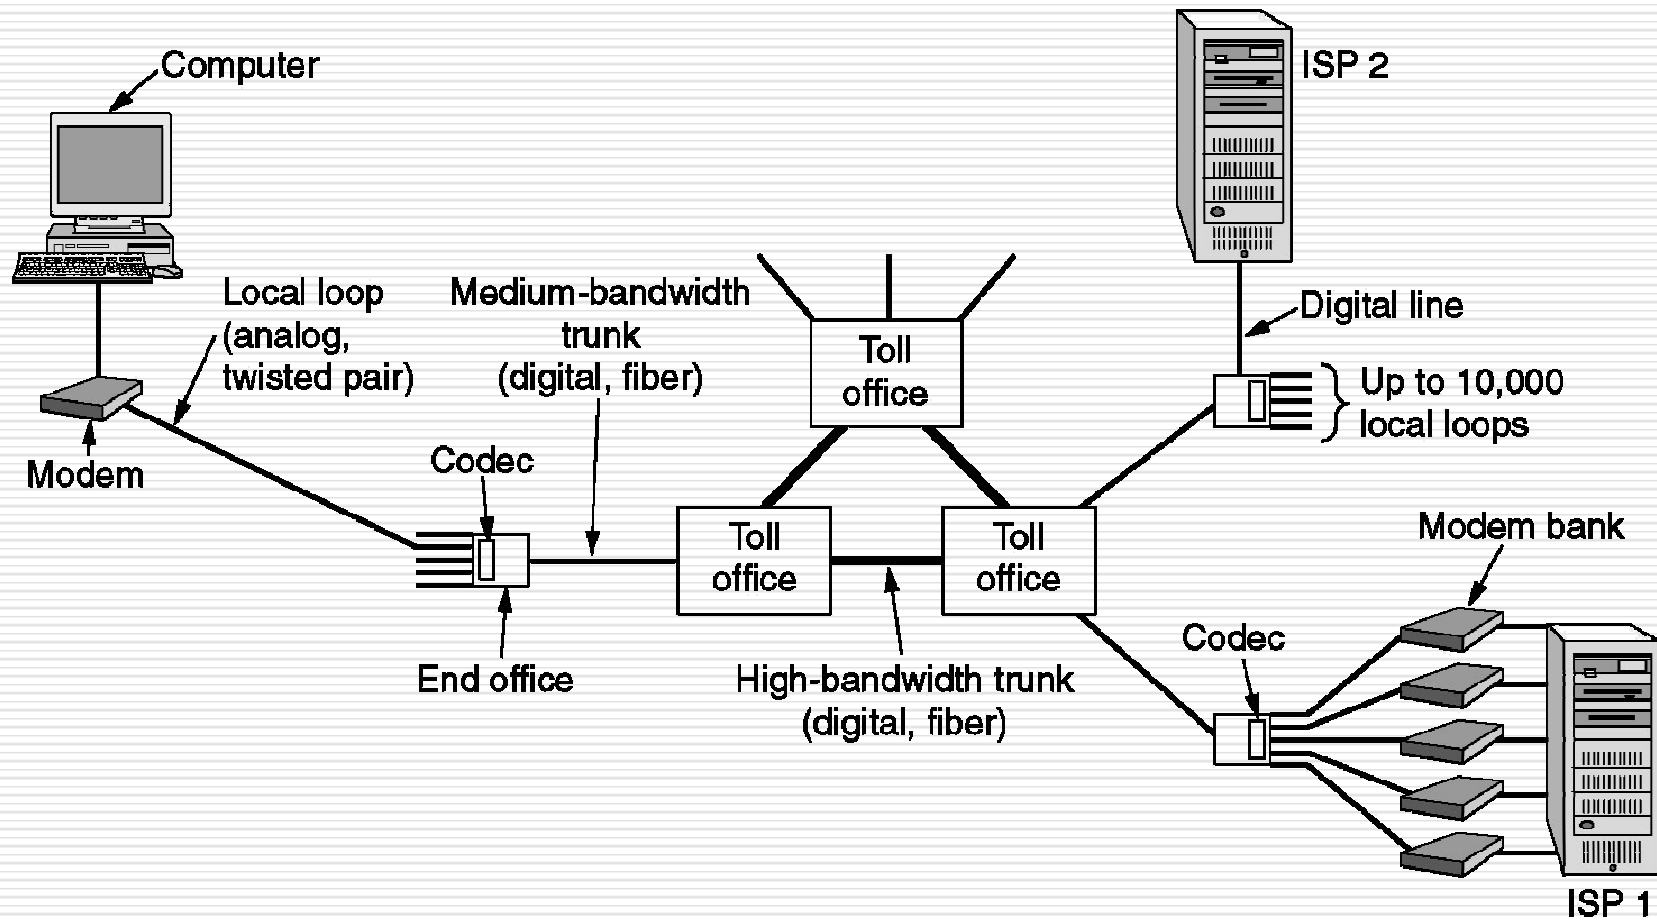 Computer
ISP 2
Local loop
(analog,
twisted pair)
Medium-bandwidth
trunk
(digital, fiber)
Toll
office
Digital line
Up to 10,000
local loops
Modem
Codec
Toll
office
Toll
office
Modem bank
End office
High-bandwidth trunk
(digital, fiber)
Codec
ISP 1